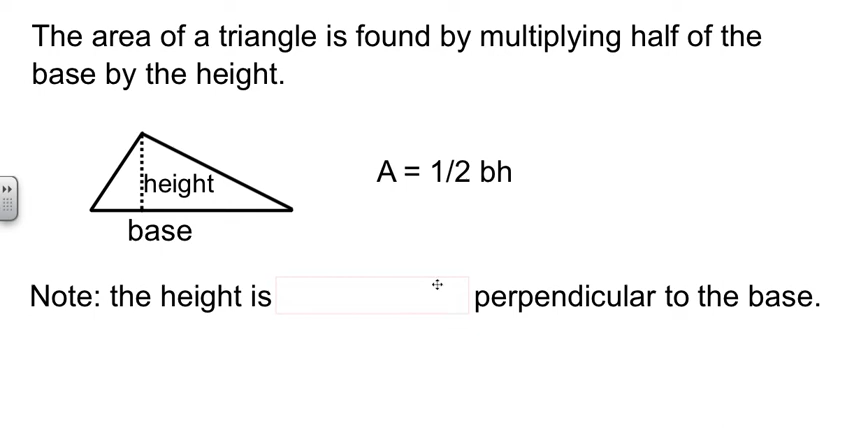 The area of a triangle is found by multiplying half of the
base by the height.
height
A = 1/2 bh
base
Note: the height is perpendicular to the base.